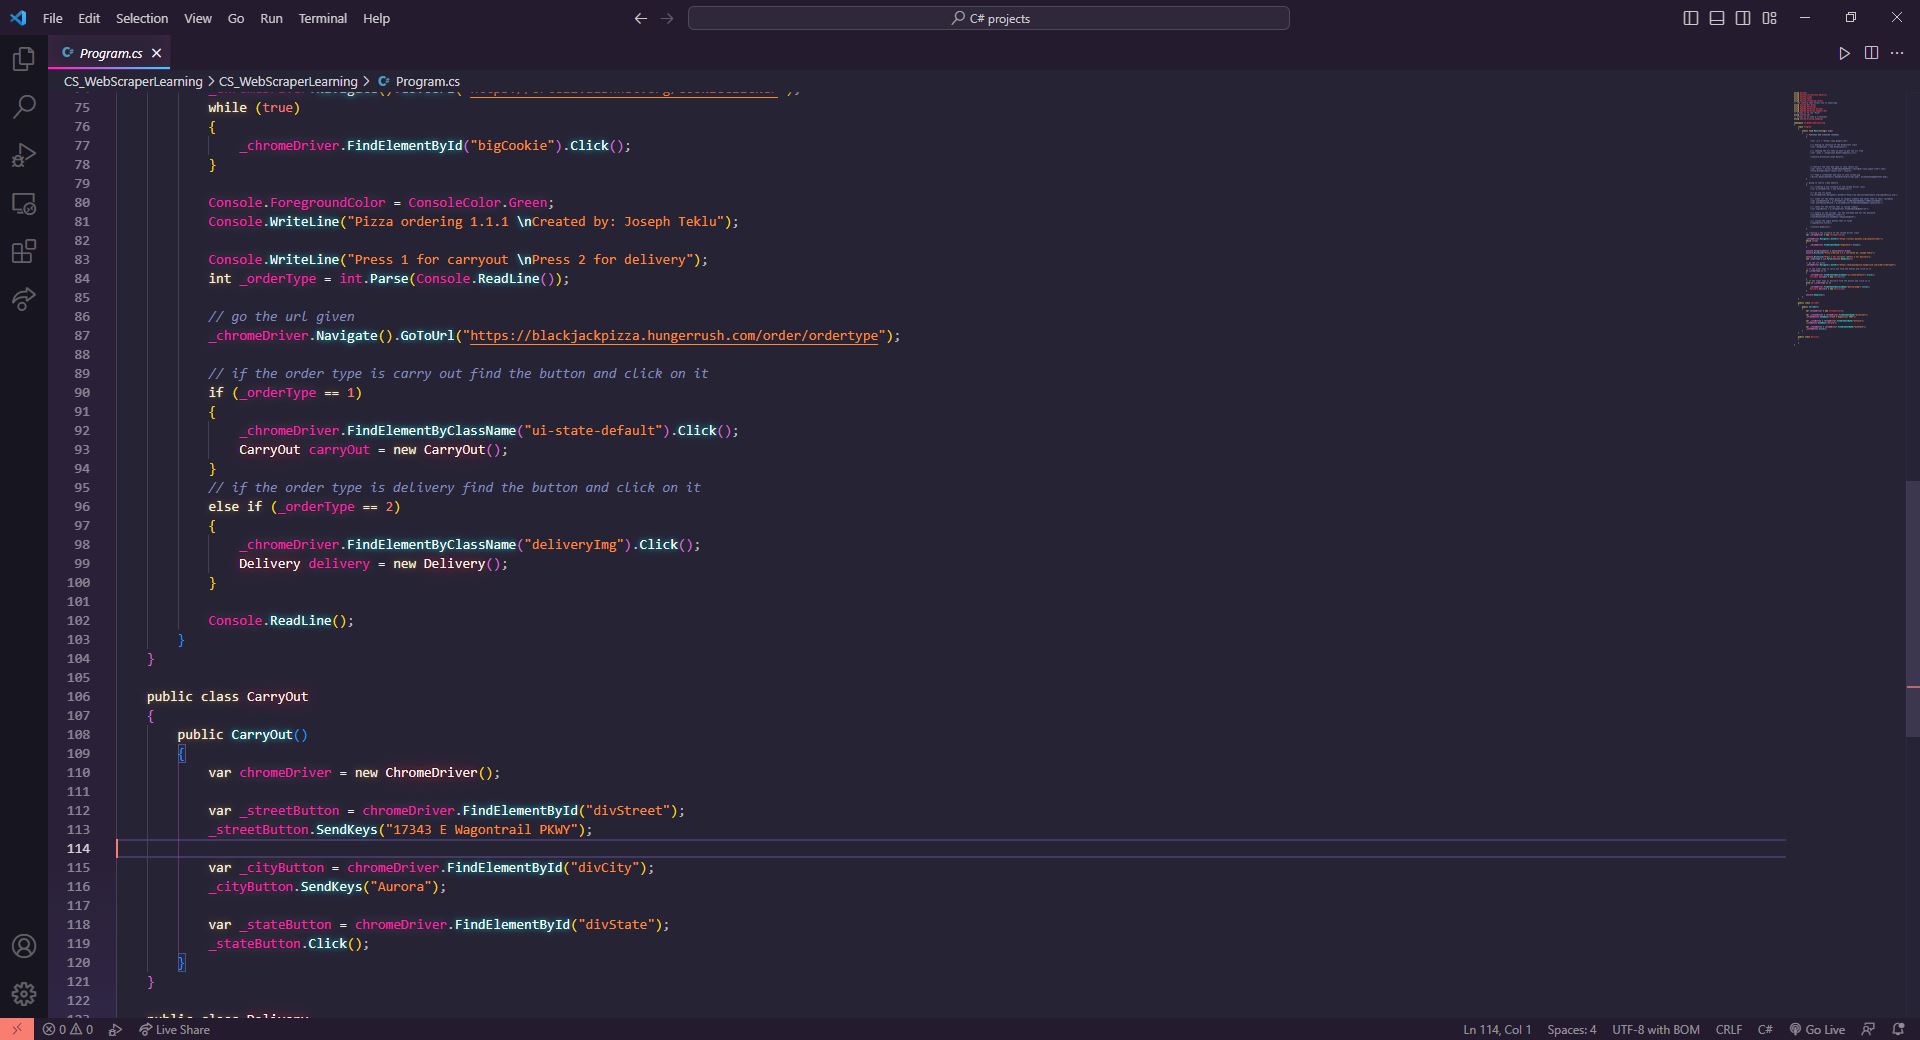 File Edit Selection View Go Run Terminal Help
C# projects
Program.cs
CS_WebScraperLearning > CS_WebScraperLearning > Program.cs
75 while (true)
76 {
77 _chromeDriver.FindElementById("bigCookie").Click();
78 }
79
80 Console.ForegroundColor = ConsoleColor.Green;
81 Console.WriteLine("Pizza ordering 1.1.1 \nCreated by: Joseph Teklu");
82
83 Console.WriteLine("Press 1 for carryout \nPress 2 for delivery");
84 int _orderType = int.Parse(Console.ReadLine());
85
86 // go the url given
87 _chromeDriver.Navigate().GoToUrl("https://blackjackpizza.hungerrush.com/order/ordertype");
88
89 // if the order type is carry out find the button and click on it
90 if (_orderType == 1)
91 {
92 _chromeDriver.FindElementByClassName("ui-state-default").Click();
93 CarryOut carryOut = new CarryOut();
94 }
95 // if the order type is delivery find the button and click on it
96 else if (_orderType == 2)
97 {
98 _chromeDriver.FindElementByClassName("deliveryImg").Click();
99 Delivery delivery = new Delivery();
100 }
101
102 Console.ReadLine();
103 }
104 }
105
106 public class CarryOut
107 {
108 public CarryOut()
109 {
110 var chromeDriver = new ChromeDriver();
111
112 var _streetButton = chromeDriver.FindElementById("divStreet");
113 _streetButton.SendKeys("17343 E Wagontrail PKWY");
114
115 var _cityButton = chromeDriver.FindElementById("divCity");
116 _cityButton.SendKeys("Aurora");
117
118 var _stateButton = chromeDriver.FindElementById("divState");
119 _stateButton.Click();
120 }
121 }
122
123 public class Delivery
0 0 Live Share Ln 114, Col 1 Spaces: 4 UTF-8 with BOM CRLF C# Go Live